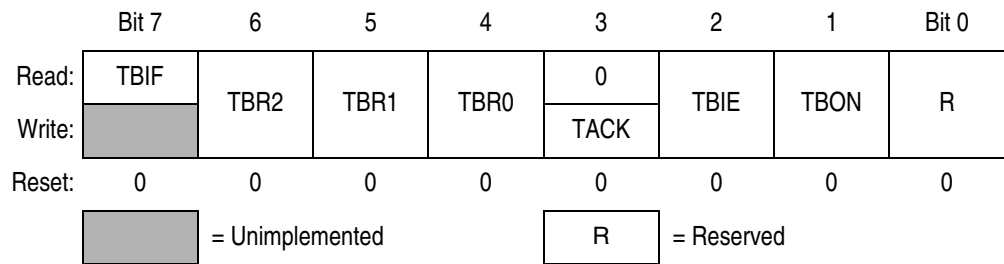 Bit 7 6 5 4 3 2 1 Bit 0
Read: TBIF TBR2 TBR1 TBR0 0 TBIE TBON R
Write: TACK
Reset: 0 0 0 0 0 0 0 0
= Unimplemented R = Reserved